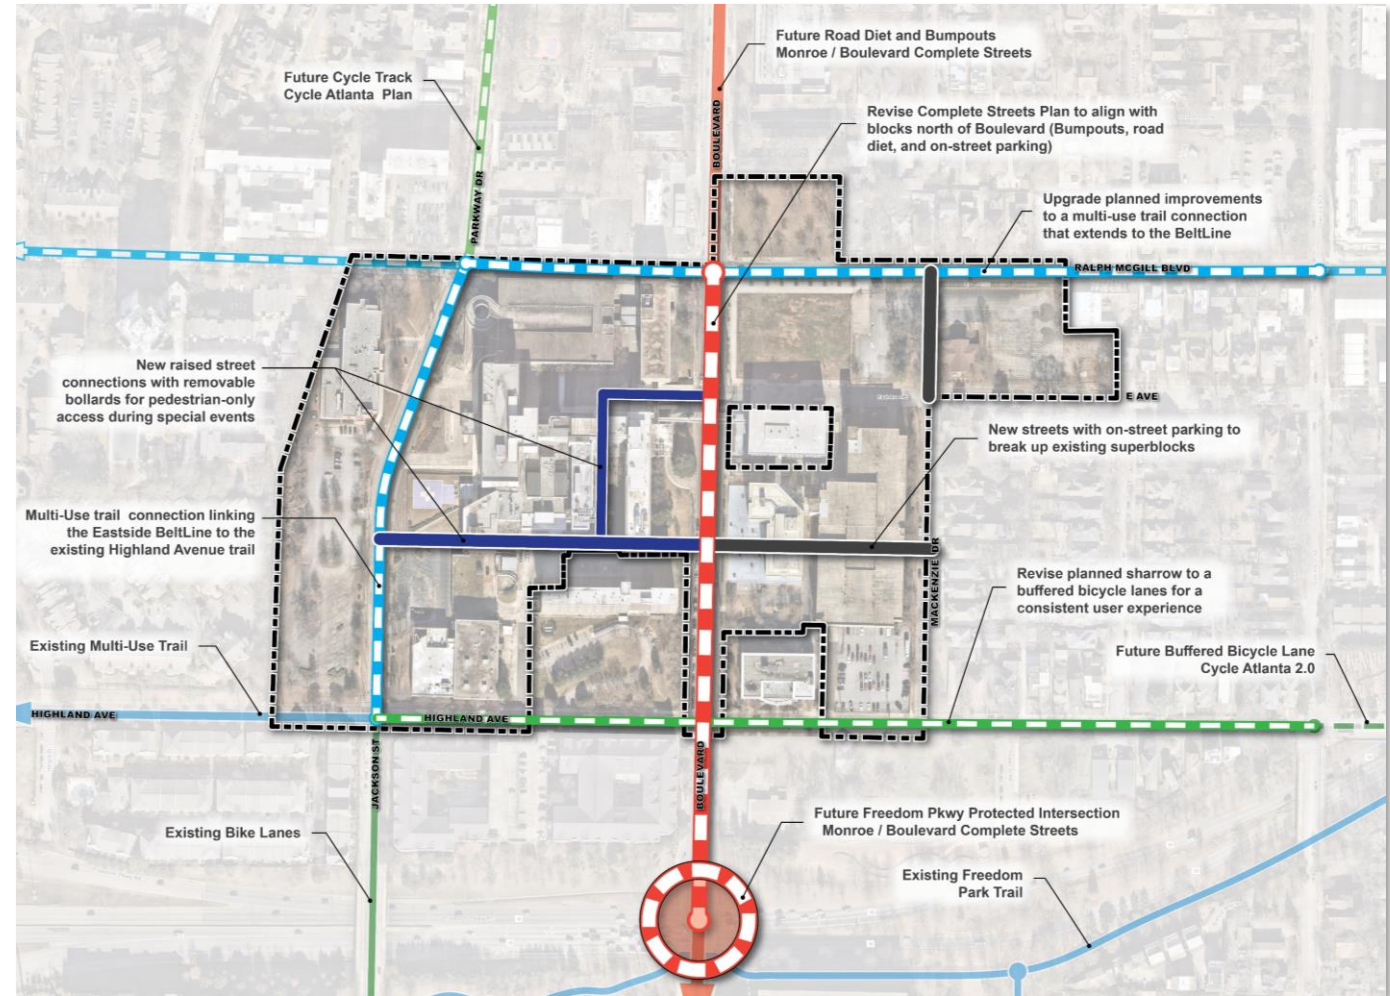 Future Road Diet and Bumpouts
Monroe / Boulevard Complete Streets
Future Cycle Track
Cycle Atlanta Plan
BOULEVARD
Revise Complete Streets Plan to align with
blocks north of Boulevard (Bumpouts, road
diet, and on-street parking)
PARKWAY DR
Upgrade planned improvements
to a multi-use trail connection
that extends to the BeltLine
RALPH MCGILL BLVD
New raised street
connections with removable
bollards for pedestrian-only
access during special events
E AVE
New streets with on-street parking to
break up existing superblocks
Multi-Use trail connection linking
the Eastside BeltLine to the
existing Highland Avenue trail
MACKENZIE DR
Revise planned sharrow to a
buffered bicycle lanes for a
consistent user experience
Existing Multi-Use Trail
Future Buffered Bicycle Lane
Cycle Atlanta 2.0
HIGHLAND AVE
HIGHLAND AVE
JACKSON ST
BOULEVARD
Existing Bike Lanes
Future Freedom Pkwy Protected Intersection
Monroe / Boulevard Complete Streets
Existing Freedom
Park Trail